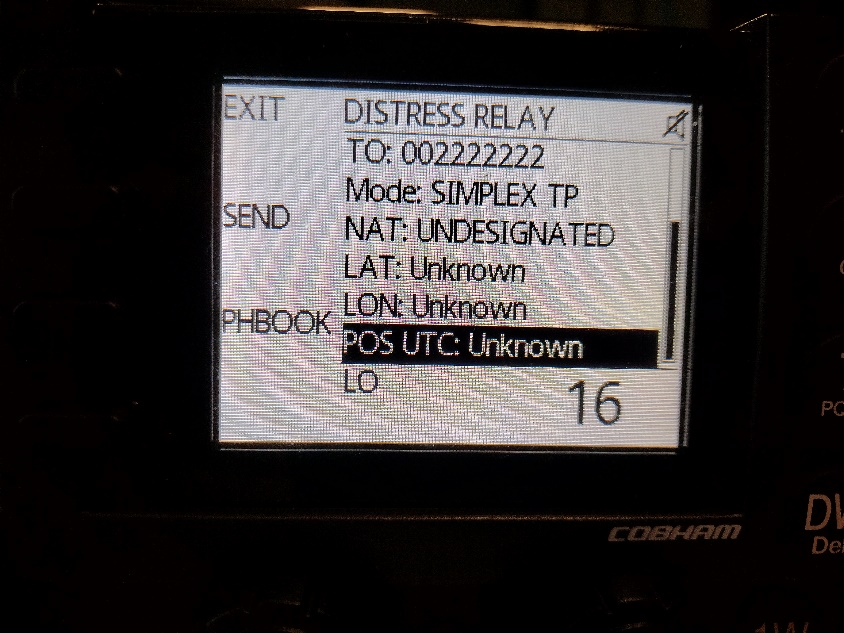 EXIT DISTRESS RELAY
TO: 002222222
Mode: SIMPLEX TP
SEND
NAT: UNDESIGNATED
LAT: Unknown
LON: Unknown
PHBOOK
POS UTC: Unknown
LO 16
COBHAM
1W